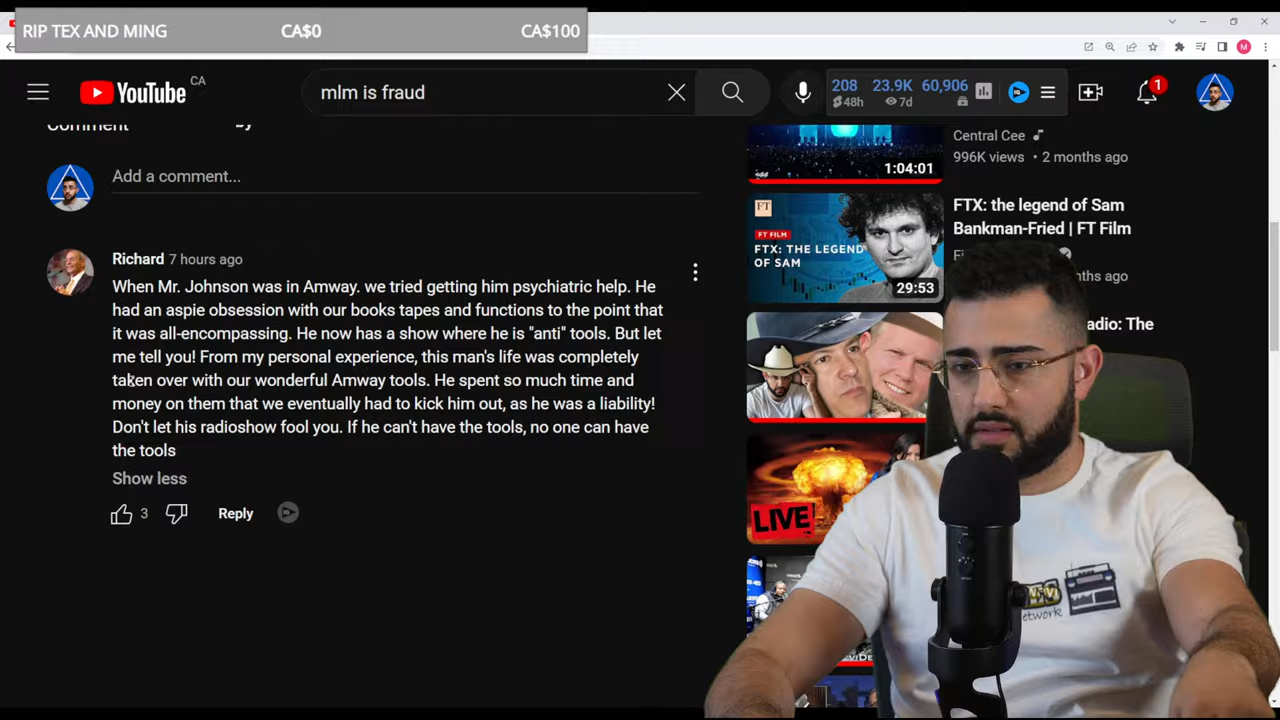 RIP TEX AND MING CA$0 CA$100
YouTube CA
mlm is fraud
208 23.9K 60,906
48h 7d
1
M
Comment by
Add a comment...
Richard 7 hours ago
When Mr. Johnson was in Amway. we tried getting him psychiatric help. He
had an aspie obsession with our books tapes and functions to the point that
it was all-encompassing. He now has a show where he is "anti" tools. But let
me tell you! From my personal experience, this man's life was completely
taken over with our wonderful Amway tools. He spent so much time and
money on them that we eventually had to kick him out, as he was a liability!
Don't let his radioshow fool you. If he can't have the tools, no one can have
the tools
Show less
3 Reply
Central Cee
996K views • 2 months ago
1:04:01
FT
FT FILM
FTX: THE LEGEND
OF SAM
29:53
FTX: the legend of Sam
Bankman-Fried | FT Film
ths ago
adio: The
LIVE
etwork